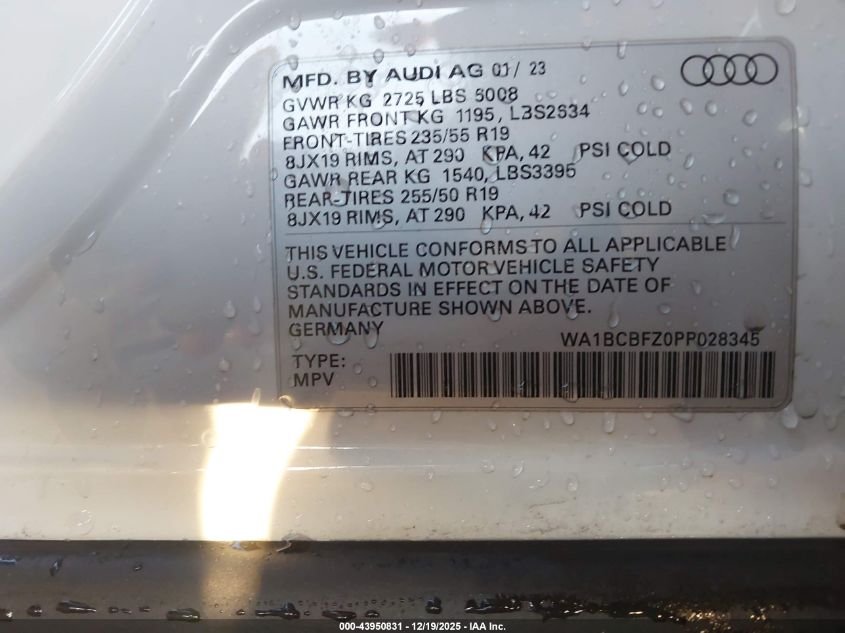 MFD. BY AUDI AG 01/ 23
GVWR KG 2725 LBS 6008
GAWR FRONT KG 1195, LBS2634
FRONT-TIRES 235/55 R19
8JX19 RIMS, AT 290 KPA, 42 PSI COLD
GAWR REAR KG 1540, LBS3395
REAR-TIRES 255/50 R19
8JX19 RIMS, AT 290 KPA, 42 PSI COLD
THIS VEHICLE CONFORMS TO ALL APPLICABLE
U.S. FEDERAL MOTOR VEHICLE SAFETY
STANDARDS IN EFFECT ON THE DATE OF
MANUFACTURE SHOWN ABOVE.
GERMANY
WA1BCBFZ0PP028345
TYPE:
MPV
000-43950831 - 12/19/2025 - IAA Inc.